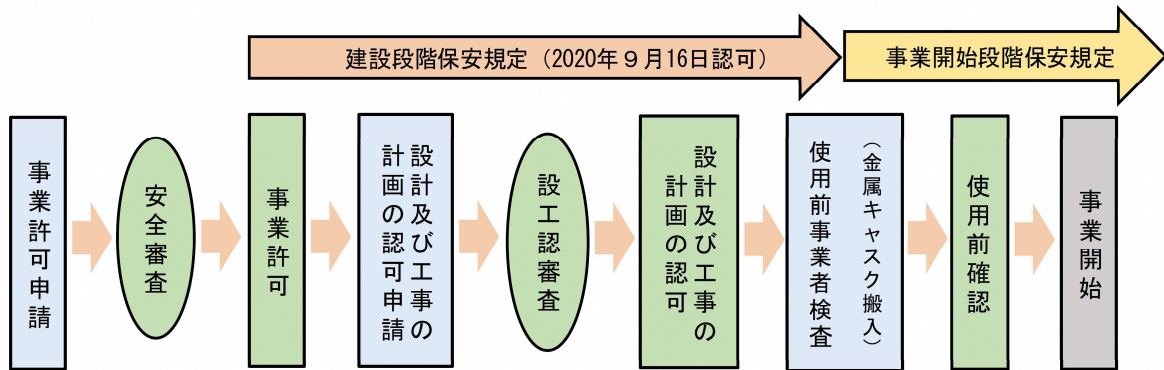 建設段階保安規定（2020年９月16日認可）
事業開始段階保安規定
事業許可申請
安全審査
事業許可
設計及び工事の
計画の認可申請
設工認審査
設計及び工事の
計画の認可
（金属キャスク搬入）
使用前事業者検査
使用前確認
事業開始